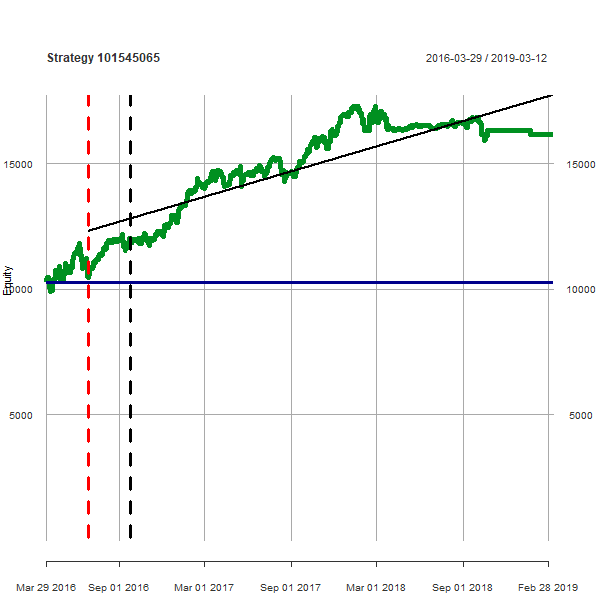 Strategy 101545065
2016-03-29 / 2019-03-12
15000
15000
Equity
10000
10000
5000
5000
Mar 29 2016
Sep 01 2016
Mar 01 2017
Sep 01 2017
Mar 01 2018
Sep 01 2018
Feb 28 2019